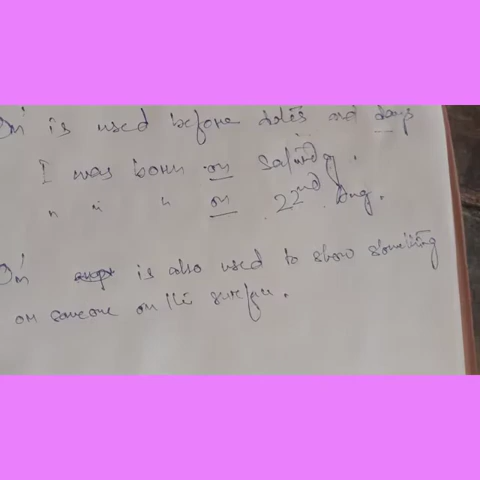 On' is used before dates and days
I was born on Saturday.
" " " on 22nd Aug.
On' is also used to show something
or someone on the surface.